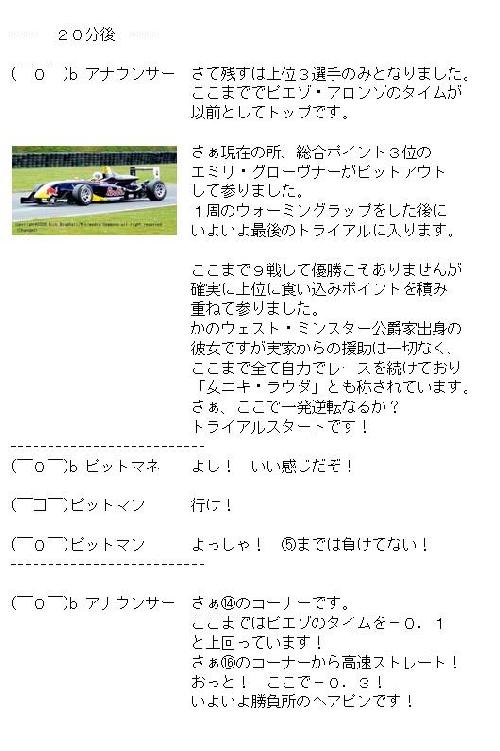 ２０分後
(￣０￣)b アナウンサー　さて残すは上位３選手のみとなりました。
ここまででピエゾ・アロンゾのタイムが
以前としてトップです。
さぁ現在の所、総合ポイント３位の
エミリ・グローヴナーがピットアウト
して参りました。
１周のウォーミングラップをした後に
いよいよ最後のトライアルに入ります。
ここまで９戦して優勝こそありませんが
確実に上位に食い込みポイントを積み
重ねて参りました。
かのウェスト・ミンスター公爵家出身の
彼女ですが実家からの援助は一切なく、
ここまで全て自力でレースを続けており
「女ニキ・ラウダ」とも称されています。
さぁ、ここで一発逆転なるか？
トライアルスタートです！
--------------------------
(￣０￣)b ピットマネ　よし！　いい感じだぞ！
(￣コ￣)ピットマン　行け！
(￣０￣)ピットマン　よっしゃ！　⑤までは負けてない！
--------------------------
(￣０￣)b アナウンサー　さぁ⑭のコーナーです。
ここまではピエゾのタイムを－０．１
と上回っています！
さぁ⑯のコーナーから高速ストレート！
おっと！　ここで－０．３！
いよいよ勝負所のヘアピンです！